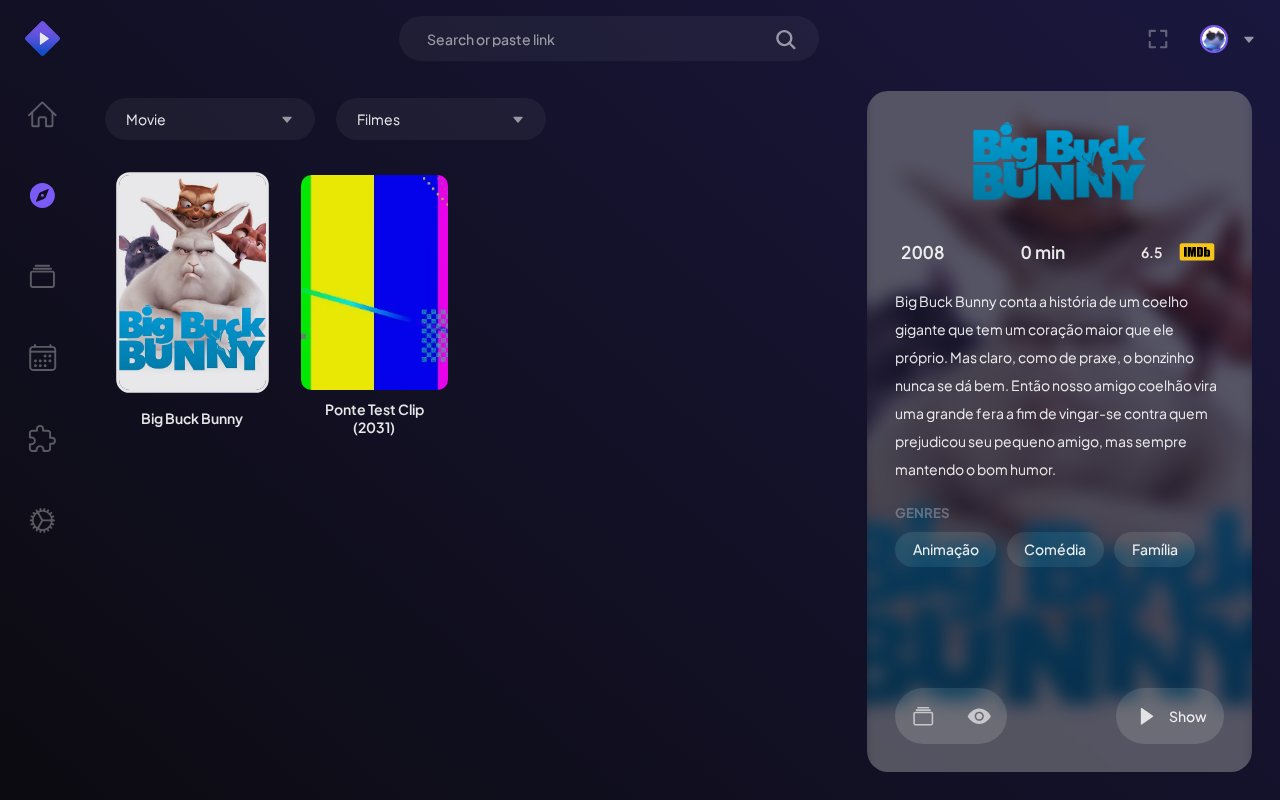 Search or paste link
Movie
Filmes
Big Buck
BUNNY
Big Buck Bunny
Ponte Test Clip
(2031)
Big Buck
BUNNY
2008
0 min
6.5
IMDb
Big Buck Bunny conta a história de um coelho
gigante que tem um coração maior que ele
próprio. Mas claro, como de praxe, o bonzinho
nunca se dá bem. Então nosso amigo coelhão vira
uma grande fera a fim de vingar-se contra quem
prejudicou seu pequeno amigo, mas sempre
mantendo o bom humor.
GENRES
Animação
Comédia
Família
Show